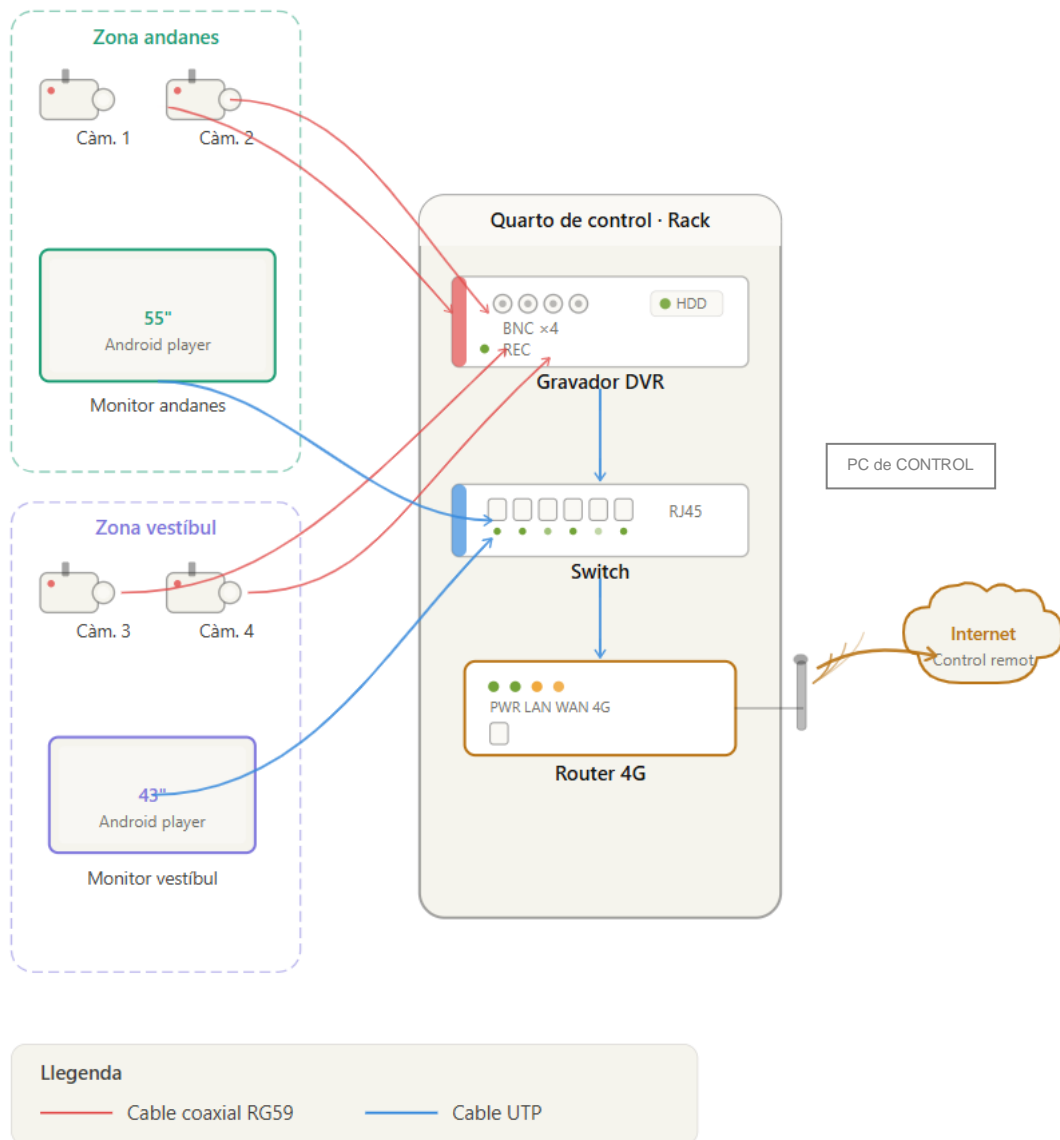 Zona andanes
Càm. 1
Càm. 2
55"
Android player
Monitor andanes
Zona vestíbul
Càm. 3
Càm. 4
43"
Android player
Monitor vestíbul
Quarto de control · Rack
HDD
BNC ×4
REC
Gravador DVR
RJ45
Switch
PWR LAN WAN 4G
Router 4G
PC de CONTROL
Internet
Control remot
Llegenda
Cable coaxial RG59
Cable UTP